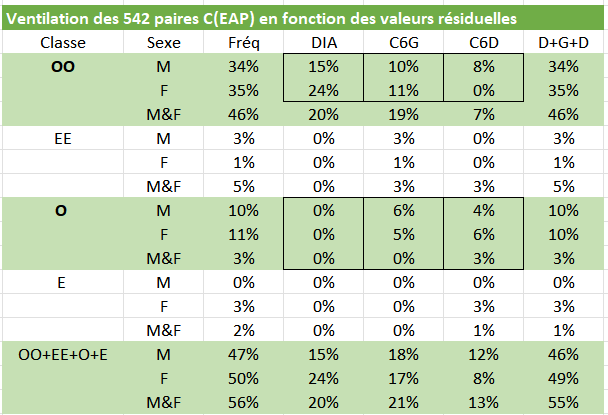 Ventilation des 542 paires C(EAP) en fonction des valeurs résiduelles
Classe Sexe Fréq DIA C6G C6D D+G+D
OO M 34% 15% 10% 8% 34%
F 35% 24% 11% 0% 35%
M&F 46% 20% 19% 7% 46%
EE M 3% 0% 3% 0% 3%
F 1% 0% 1% 0% 1%
M&F 5% 0% 3% 3% 5%
O M 10% 0% 6% 4% 10%
F 11% 0% 5% 6% 10%
M&F 3% 0% 0% 3% 3%
E M 0% 0% 0% 0% 0%
F 3% 0% 0% 3% 3%
M&F 2% 0% 0% 1% 1%
OO+EE+O+E M 47% 15% 18% 12% 46%
F 50% 24% 17% 8% 49%
M&F 56% 20% 21% 13% 55%